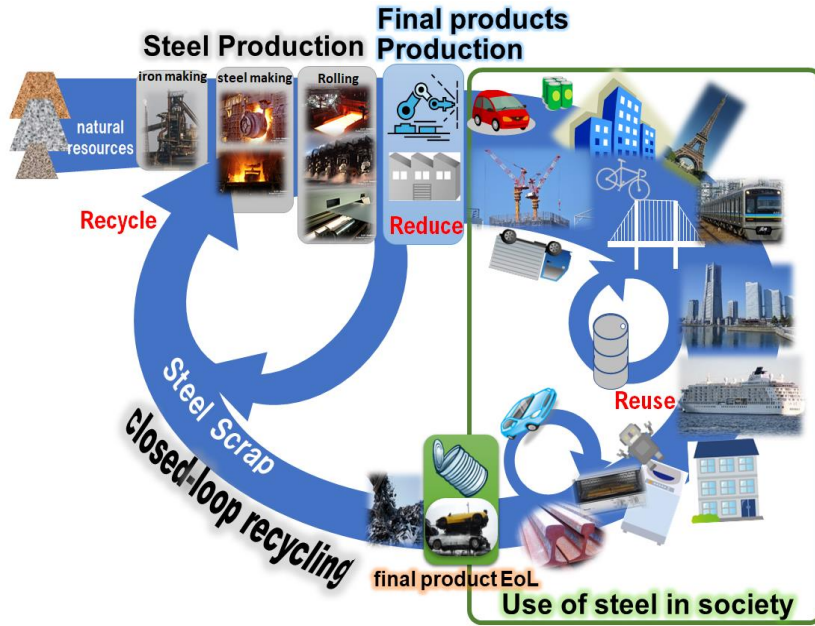 Steel Production
Final products
Production
iron making
steel making
Rolling
natural
resources
Recycle
Reduce
Reuse
Steel Scrap
closed-loop recycling
final product EoL
Use of steel in society